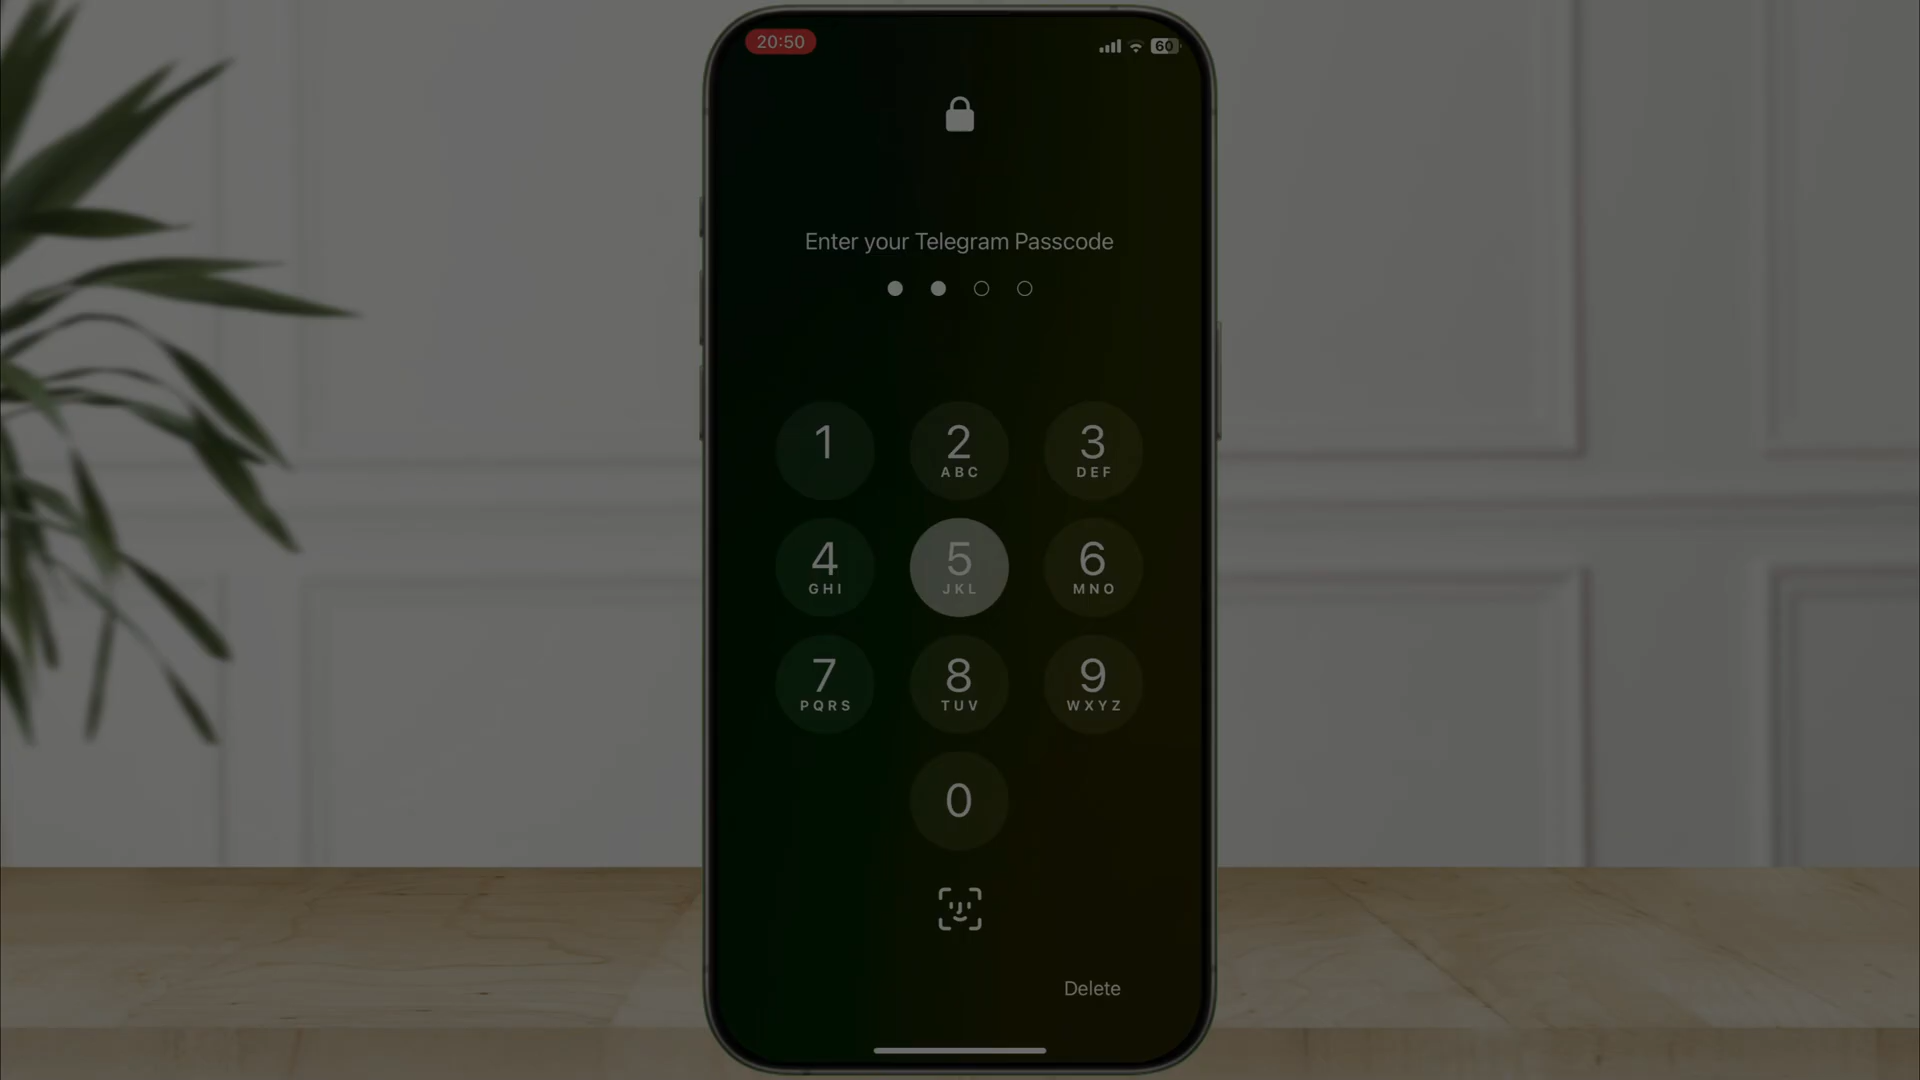 20:50
60
Enter your Telegram Passcode
1
2
ABC
3
DEF
4
GHI
5
JKL
6
MNO
7
PQRS
8
TUV
9
WXYZ
0
Delete